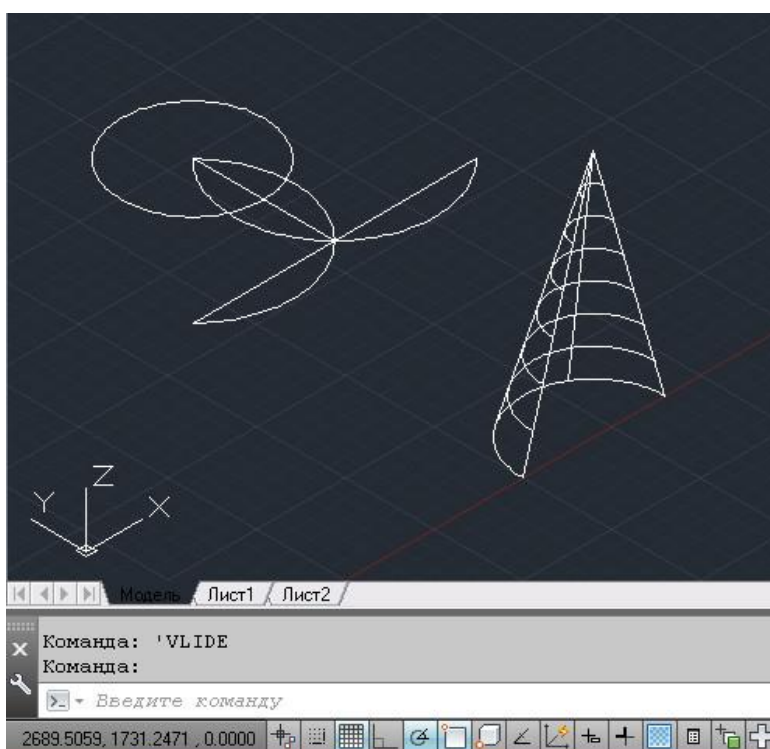 Z
Y
X
Модель Лист1 Лист2
Команда: 'VLIDE
Команда:
Введите команду
2689.5059, 1731.2471 , 0.0000